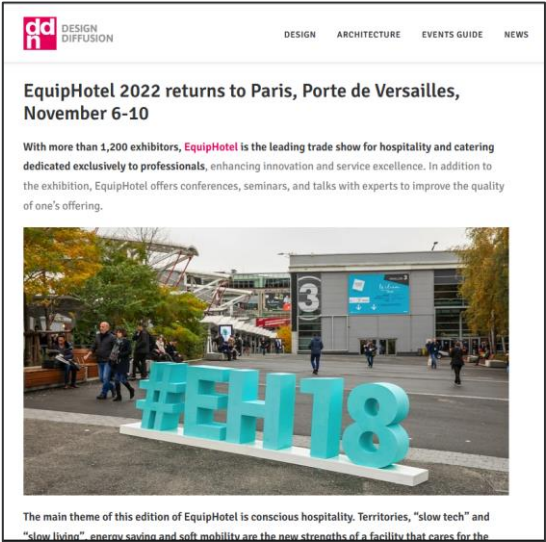 ddn DESIGN DIFFUSION
DESIGN ARCHITECTURE EVENTS GUIDE NEWS
EquipHotel 2022 returns to Paris, Porte de Versailles,
November 6-10
With more than 1,200 exhibitors, EquipHotel is the leading trade show for hospitality and catering
dedicated exclusively to professionals, enhancing innovation and service excellence. In addition to
the exhibition, EquipHotel offers conferences, seminars, and talks with experts to improve the quality
of one’s offering.
3
Welcome
#EH18
The main theme of this edition of EquipHotel is conscious hospitality. Territories, “slow tech” and
“slow living”, energy saving and soft mobility are the new strengths of a facility that cares for the